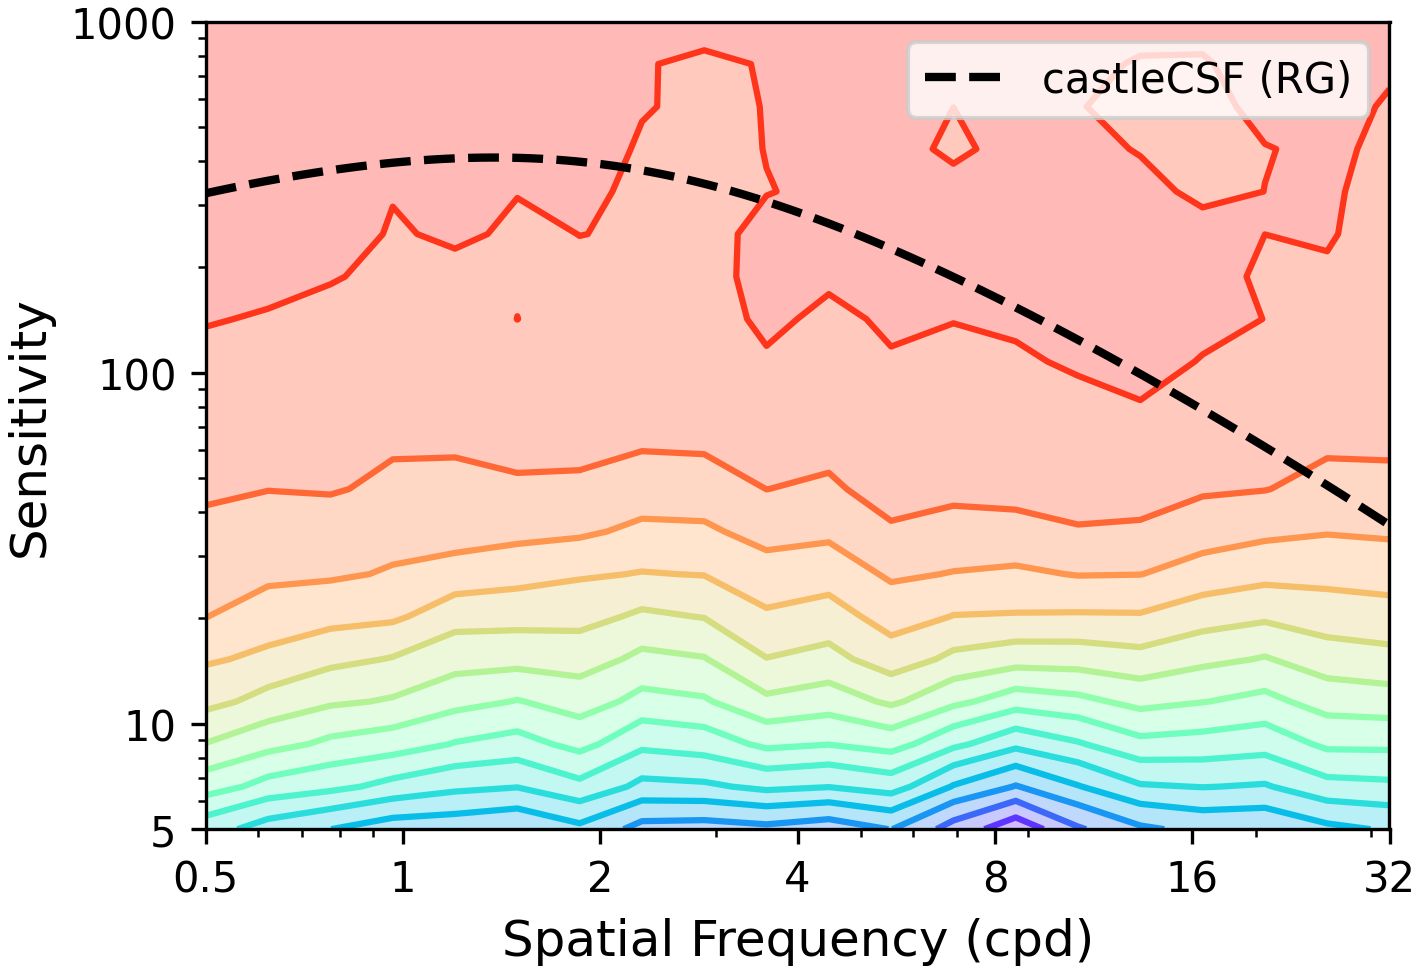 1000
100
10
5
Sensitivity
castleCSF (RG)
0.5 1 2 4 8 16 32
Spatial Frequency (cpd)